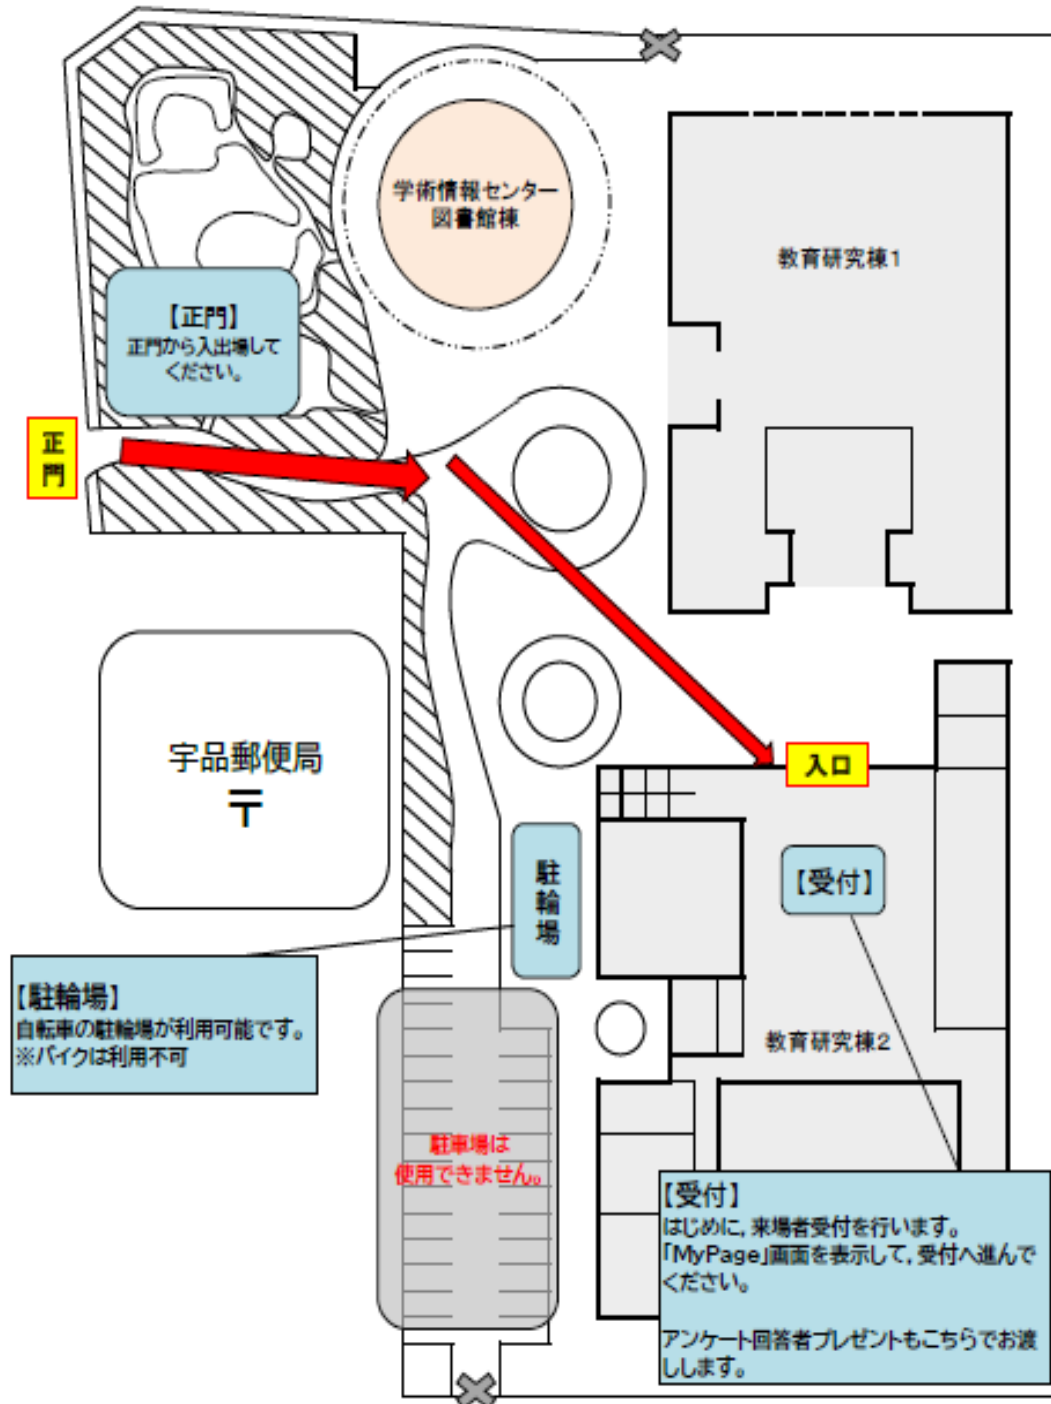 学術情報センター
図書館棟
教育研究棟1
【正門】
正門から入出場して
ください。
正
門
宇品郵便局
〒
入口
駐
輪
場
【受付】
【駐輪場】
自転車の駐輪場が利用可能です。
※バイクは利用不可
教育研究棟2
駐車場は
使用できません。
【受付】
はじめに，来場者受付を行います。
「MyPage」画面を表示して，受付へ進んで
ください。
アンケート回答者プレゼントもこちらでお渡
しします。